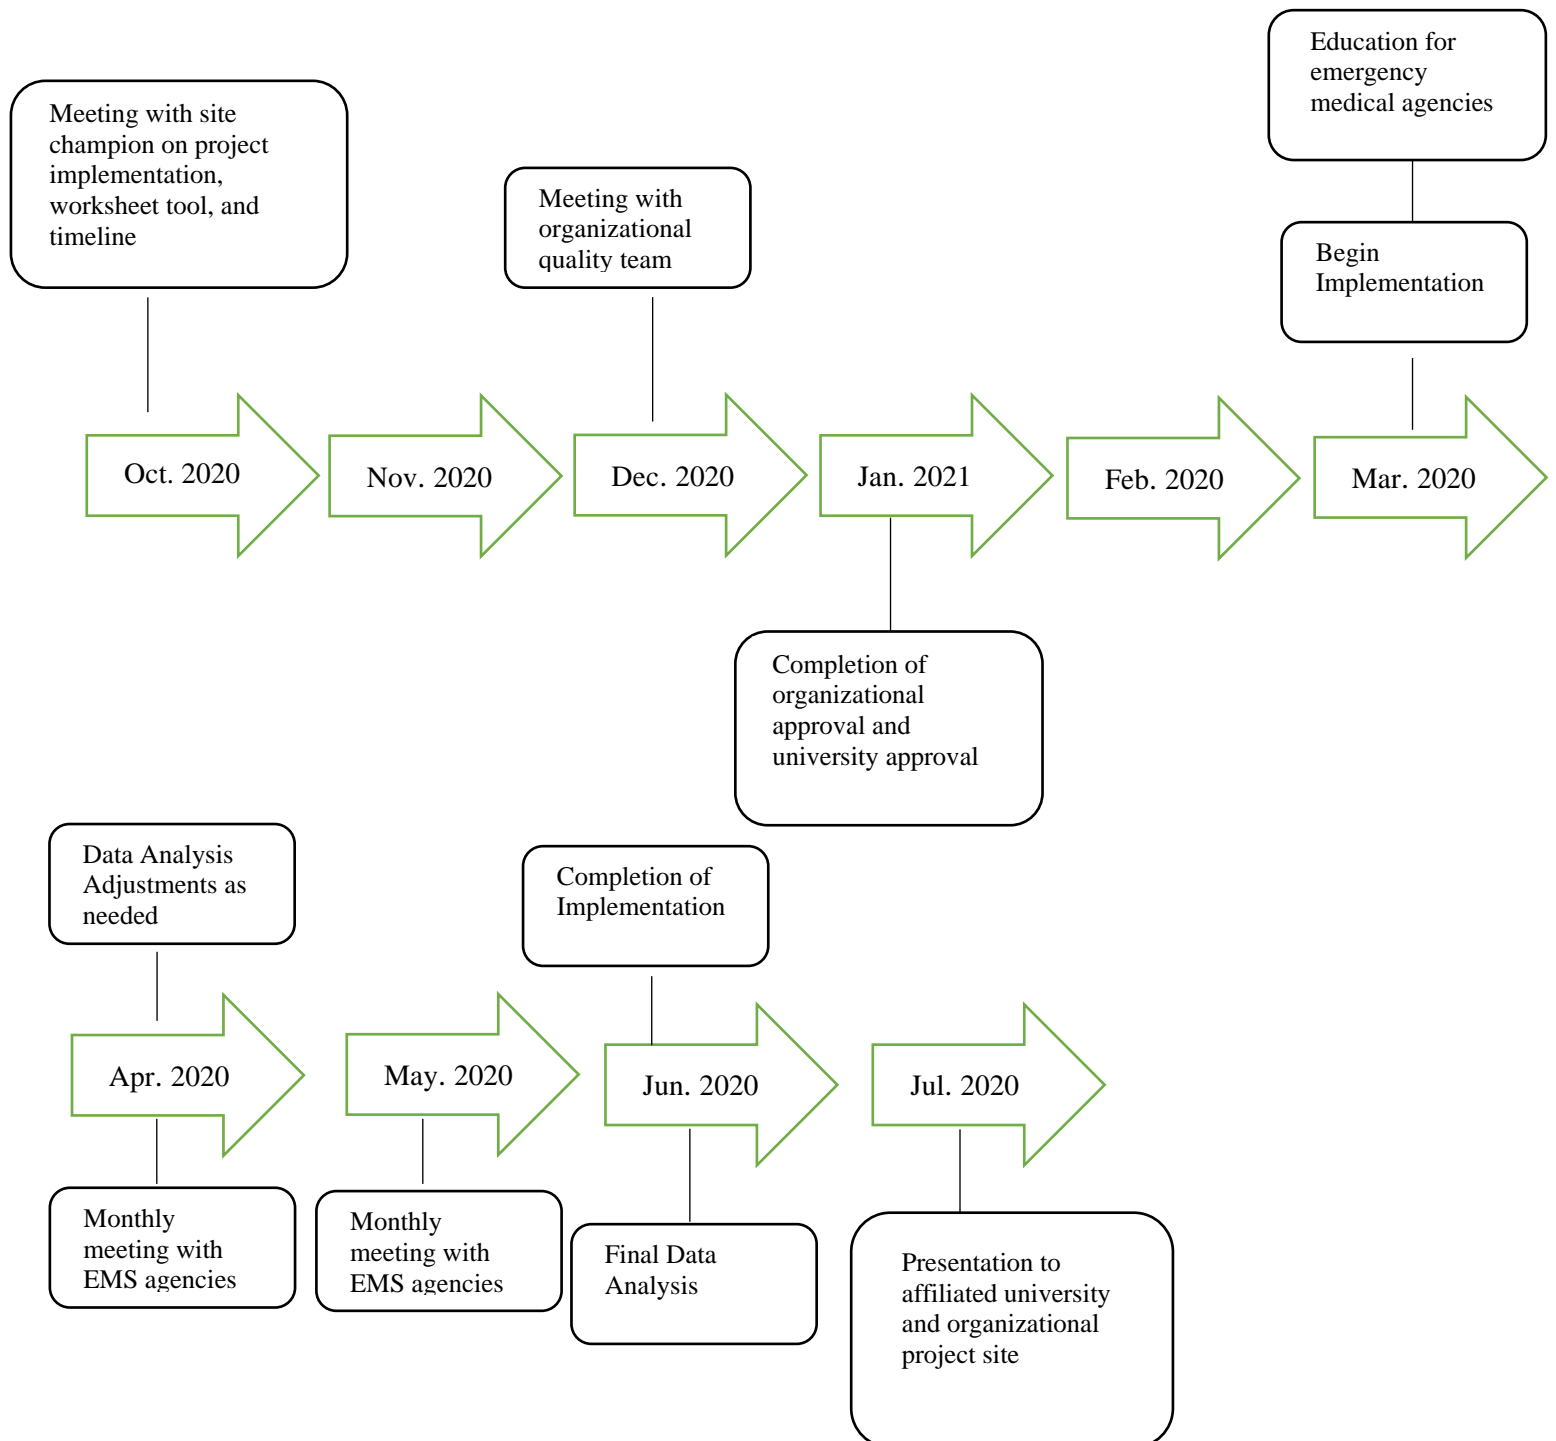 Education for
emergency
medical agencies
Meeting with site
champion on project
implementation,
worksheet tool, and
timeline
Meeting with
organizational
quality team
Begin
Implementation
Oct. 2020
Nov. 2020
Dec. 2020
Jan. 2021
Feb. 2020
Mar. 2020
Completion of
organizational
approval and
university approval
Data Analysis
Adjustments as
needed
Completion of
Implementation
Apr. 2020
May. 2020
Jun. 2020
Jul. 2020
Monthly
meeting with
EMS agencies
Monthly
meeting with
EMS agencies
Final Data
Analysis
Presentation to
affiliated university
and organizational
project site